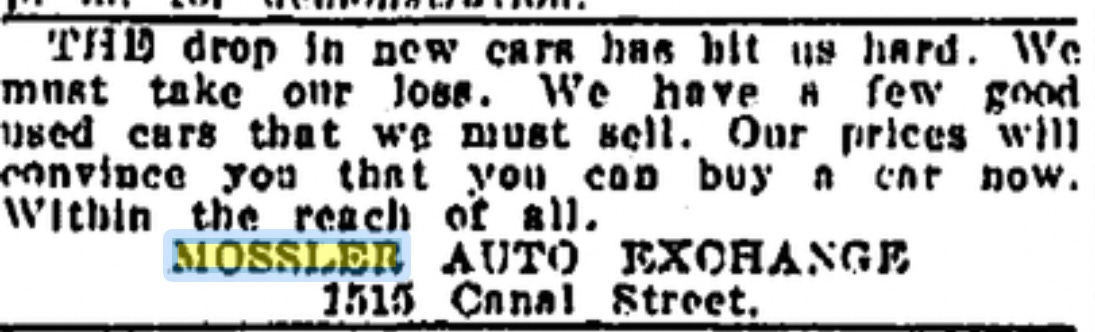 THE drop in new cars has hit us hard. We
must take our loss. We have a few good
used cars that we must sell. Our prices will
convince you that you can buy a car now.
Within the reach of all.
MOSSLER AUTO EXCHANGE
1515 Canal Street.